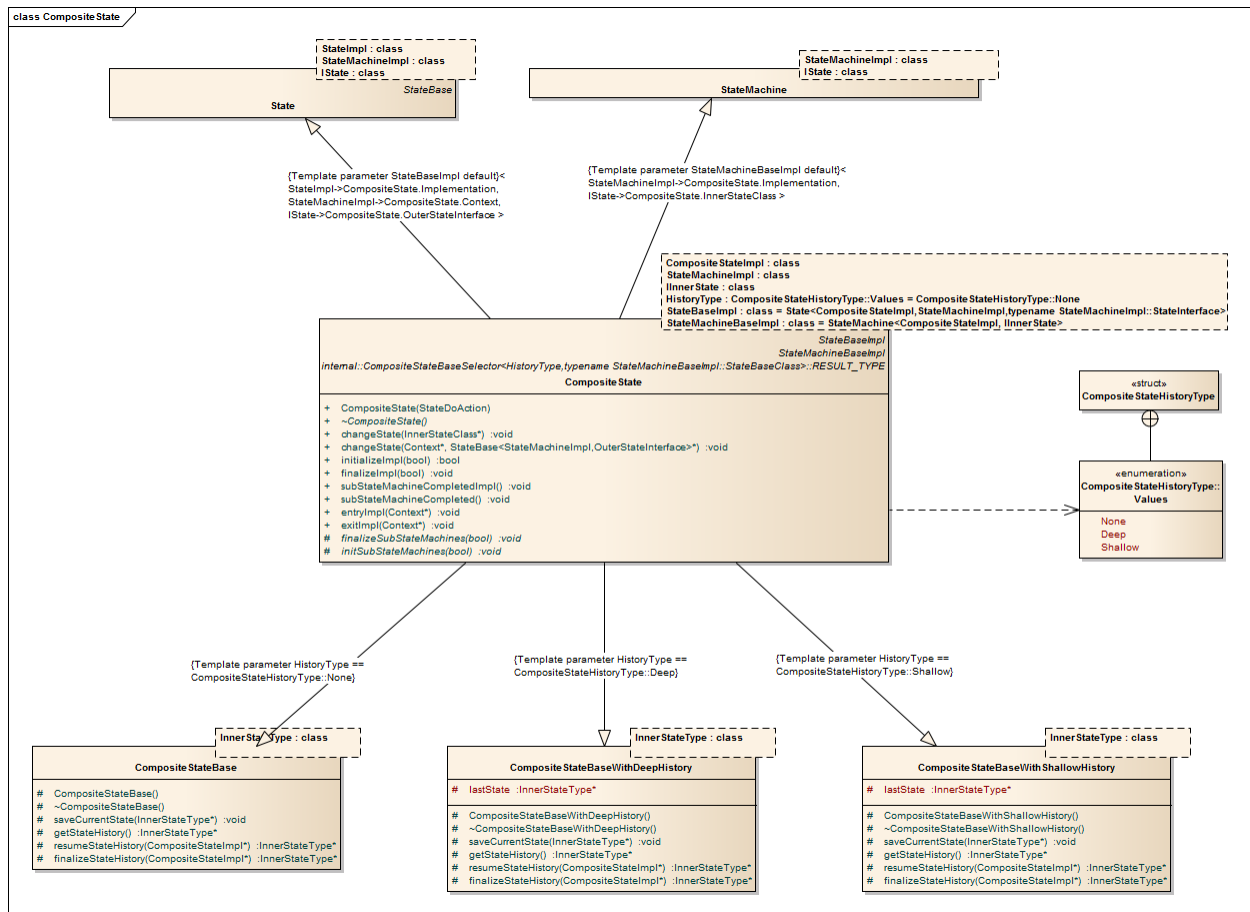 class CompositeState
StateImpl : class
StateMachineImpl : class
IState : class
StateBase
State
StateMachineImpl : class
IState : class
StateMachine
{Template parameter StateBaseImpl default}<
StateImpl->CompositeState.Implementation,
StateMachineImpl->CompositeState.Context,
IState->CompositeState.OuterStateInterface >
{Template parameter StateMachineBaseImpl default}<
StateMachineImpl->CompositeState.Implementation,
IState->CompositeState.InnerStateClass >
CompositeStateImpl : class
StateMachineImpl : class
IInnerState : class
HistoryType : CompositeStateHistoryType::Values = CompositeStateHistoryType::None
StateBaseImpl : class = State<CompositeStateImpl,StateMachineImpl,typename StateMachineImpl::StateInterface>
StateMachineBaseImpl : class = StateMachine<CompositeStateImpl, IInnerState>
StateBaseImpl
StateMachineBaseImpl
internal::CompositeStateBaseSelector<HistoryType,typename StateMachineBaseImpl::StateBaseClass>::RESULT_TYPE
CompositeState
+ CompositeState(StateDoAction)
+ ~CompositeState()
+ changeState(InnerStateClass*) :void
+ changeState(Context*, StateBase<StateMachineImpl,OuterStateInterface>*) :void
+ initializeImpl(bool) :bool
+ finalizeImpl(bool) :void
+ subStateMachineCompletedImpl() :void
+ subStateMachineCompleted() :void
+ entryImpl(Context*) :void
+ exitImpl(Context*) :void
# finalizeSubStateMachines(bool) :void
# initSubStateMachines(bool) :void
«struct»
CompositeStateHistoryType
«enumeration»
CompositeStateHistoryType::
Values
None
Deep
Shallow
{Template parameter HistoryType ==
CompositeStateHistoryType::None}
{Template parameter HistoryType ==
CompositeStateHistoryType::Deep}
{Template parameter HistoryType ==
CompositeStateHistoryType::Shallow}
InnerStateType : class
CompositeStateBase
# CompositeStateBase()
# ~CompositeStateBase()
# saveCurrentState(InnerStateType*) :void
# getStateHistory() :InnerStateType*
# resumeStateHistory(CompositeStateImpl*) :InnerStateType*
# finalizeStateHistory(CompositeStateImpl*) :InnerStateType*
InnerStateType : class
CompositeStateBaseWithDeepHistory
# lastState :InnerStateType*
# CompositeStateBaseWithDeepHistory()
# ~CompositeStateBaseWithDeepHistory()
# saveCurrentState(InnerStateType*) :void
# getStateHistory() :InnerStateType*
# resumeStateHistory(CompositeStateImpl*) :InnerStateType*
# finalizeStateHistory(CompositeStateImpl*) :InnerStateType*
InnerStateType : class
CompositeStateBaseWithShallowHistory
# lastState :InnerStateType*
# CompositeStateBaseWithShallowHistory()
# ~CompositeStateBaseWithShallowHistory()
# saveCurrentState(InnerStateType*) :void
# getStateHistory() :InnerStateType*
# resumeStateHistory(CompositeStateImpl*) :InnerStateType*
# finalizeStateHistory(CompositeStateImpl*) :InnerStateType*